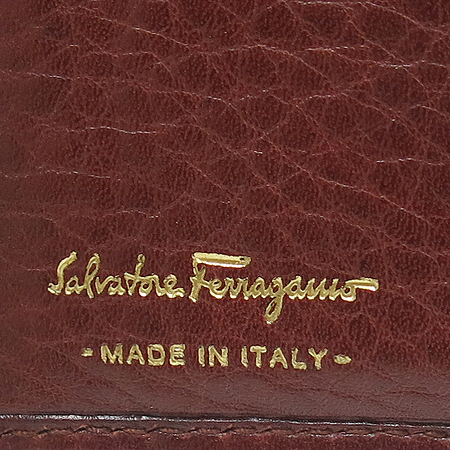 Salvatore Ferragamo
- MADE IN ITALY -